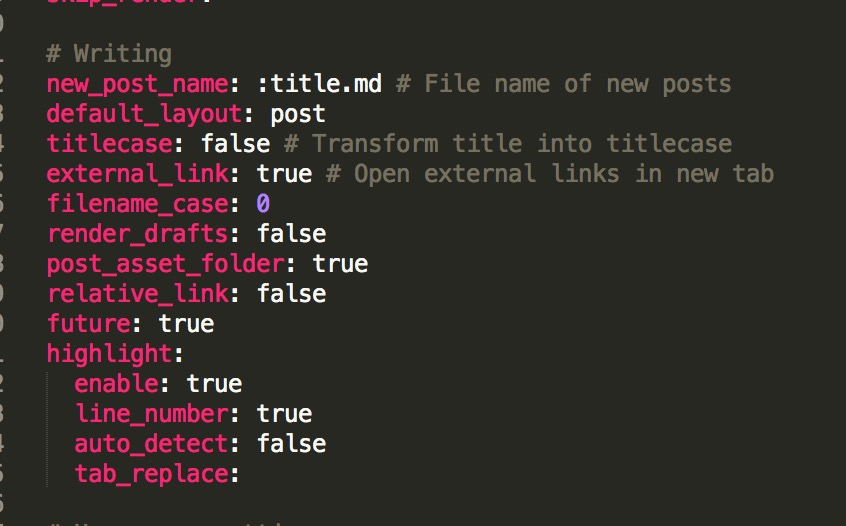 # Writing
new_post_name: :title.md # File name of new posts
default_layout: post
titlecase: false # Transform title into titlecase
external_link: true # Open external links in new tab
filename_case: 0
render_drafts: false
post_asset_folder: true
relative_link: false
future: true
highlight:
  enable: true
  line_number: true
  auto_detect: false
  tab_replace: